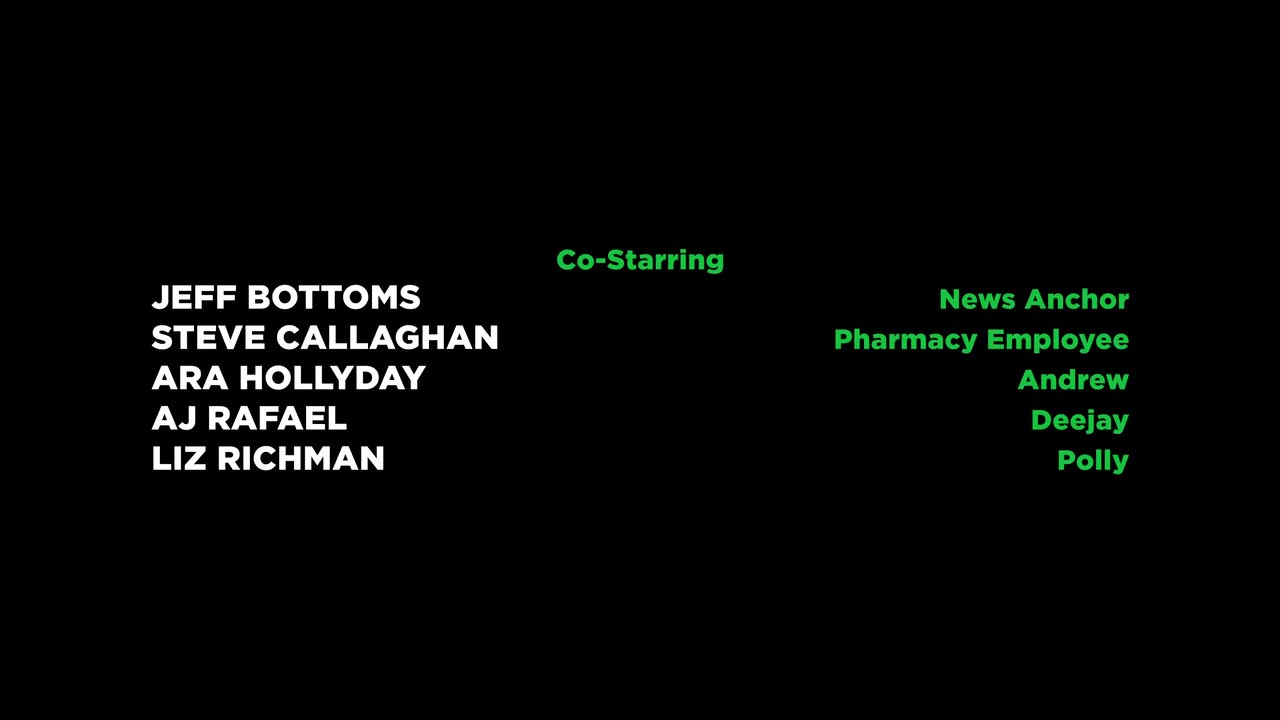 Co-Starring
JEFF BOTTOMS News Anchor
STEVE CALLAGHAN Pharmacy Employee
ARA HOLLYDAY Andrew
AJ RAFAEL Deejay
LIZ RICHMAN Polly